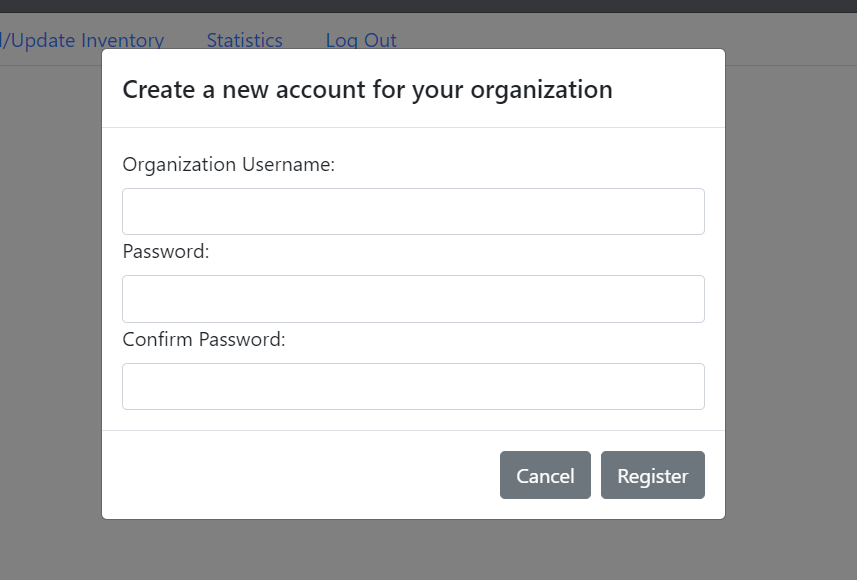 /Update Inventory Statistics Log Out
Create a new account for your organization
Organization Username:
Password:
Confirm Password:
Cancel Register